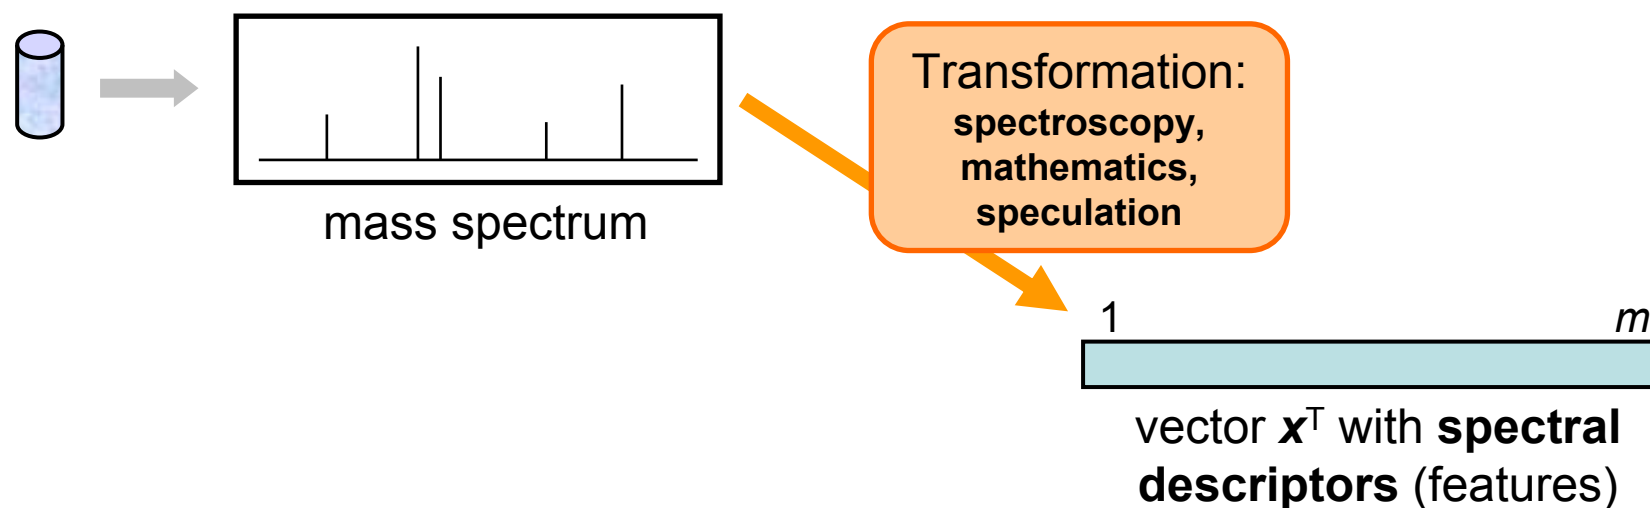 mass spectrum
Transformation:
spectroscopy,
mathematics,
speculation
1 m
vector xᵀ with spectral
descriptors (features)